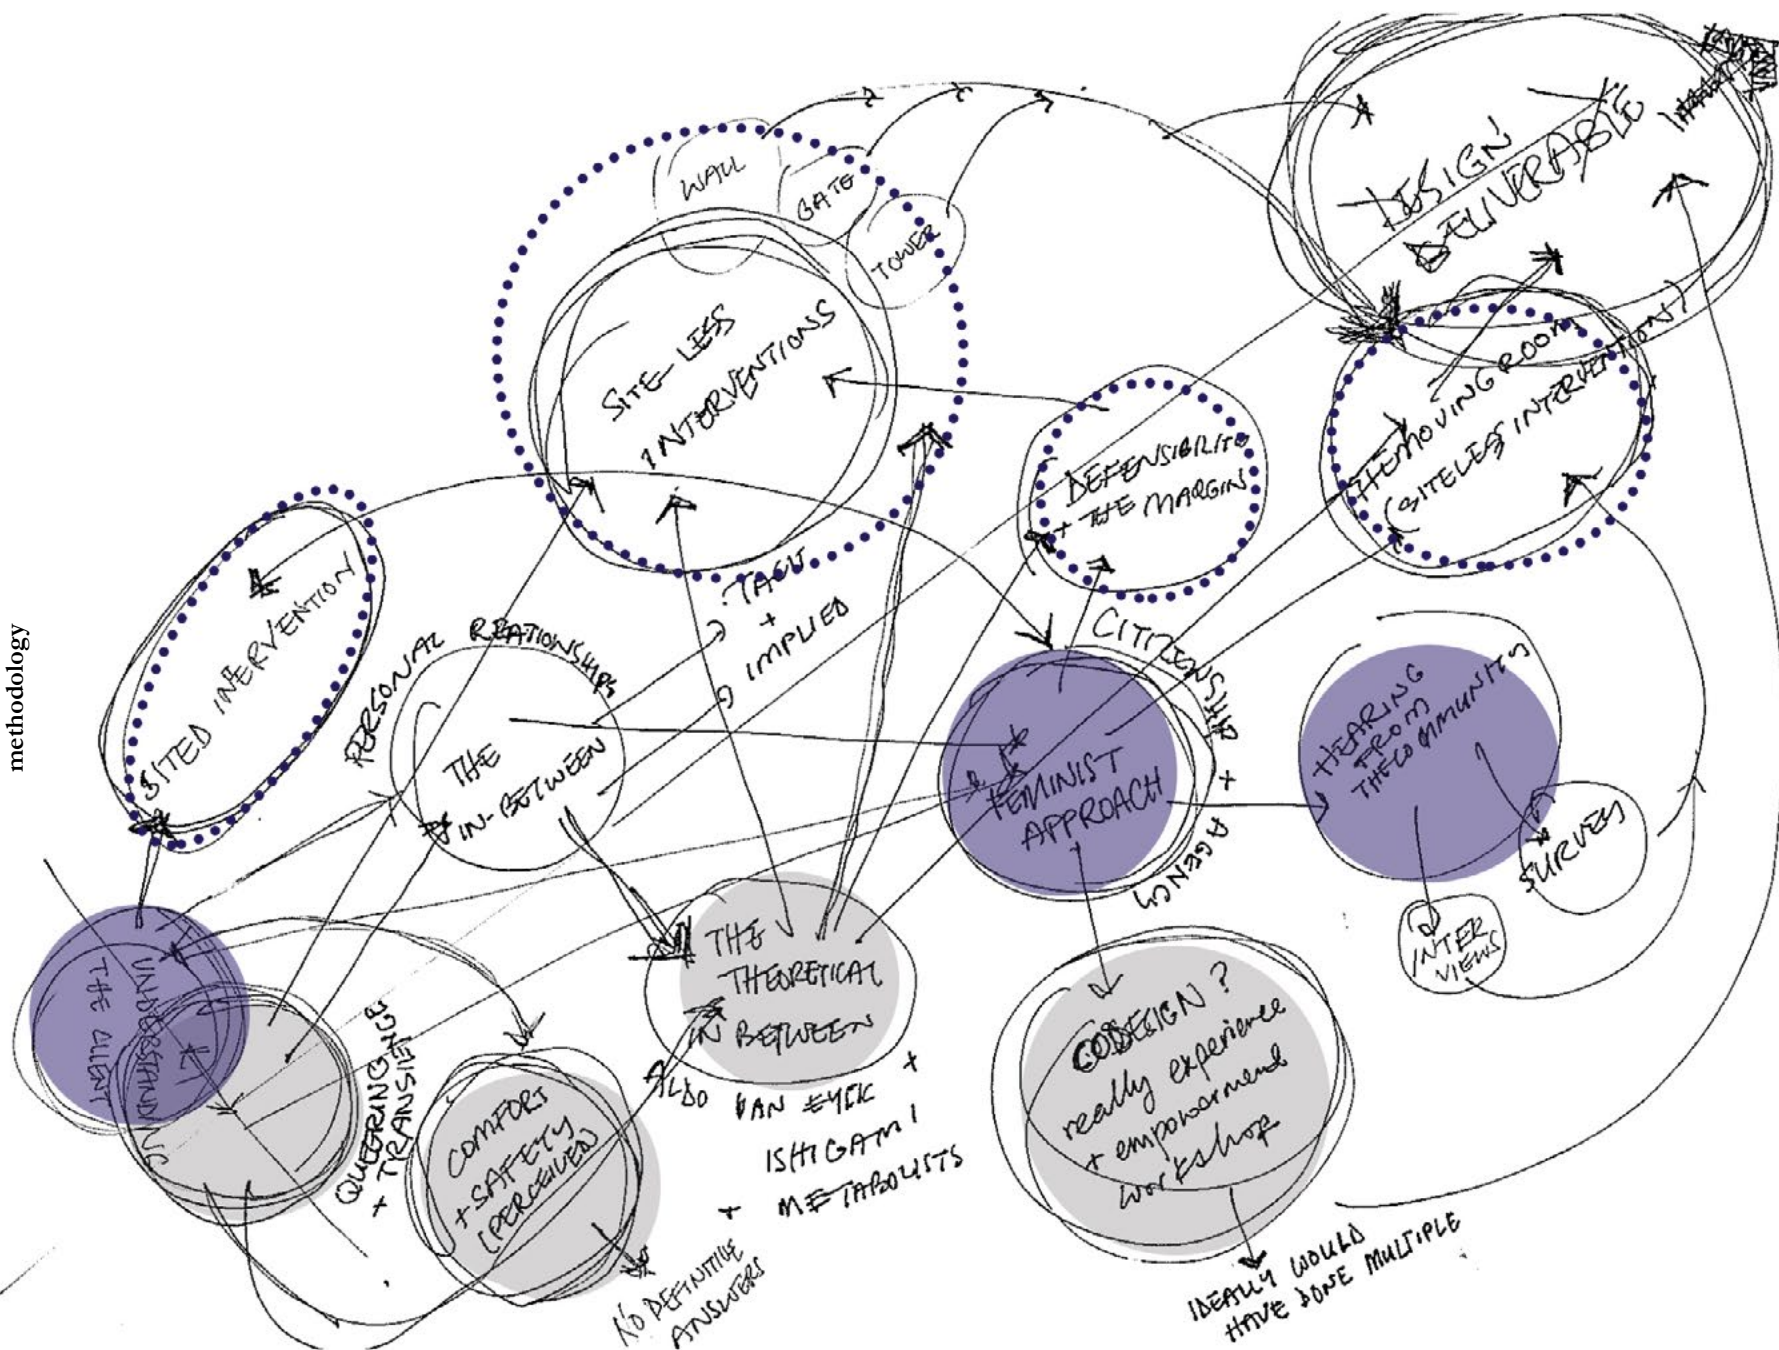 methodology
WALL
GATE
TOWER
DESIGN
DELIVERABLE
SITE-LESS
INTERVENTIONS
THE MOVING ROOM
(SITELESS INTERVENTION)
DEFENSIBILITY
+ THE MARGIN
SITED INTERVENTION
PERSONAL REATIONSHIPS
TACIT
+
IMPLIED
THE
IN-BETWEEN
CITIZENSHIP + AGENCY
FEMINIST
APPROACH
HEARING
FROM
THE COMMUNITY
SURVEY
INTER
VIEWS
UNDERSTANDING
THE CLIENT
QUEERING
+ TRANSIENCE
COMFORT
+ SAFETY
(PERCEIVED)
NO DEFINITIVE
ANSWERS
THE
THEORETICAL
IN BETWEEN
ALDO VAN EYCK +
ISHIGAMI
+ METABOLISTS
CODESIGN?
really experience
+ empowerment
workshop
IDEALLY WOULD
HAVE DONE MULTIPLE